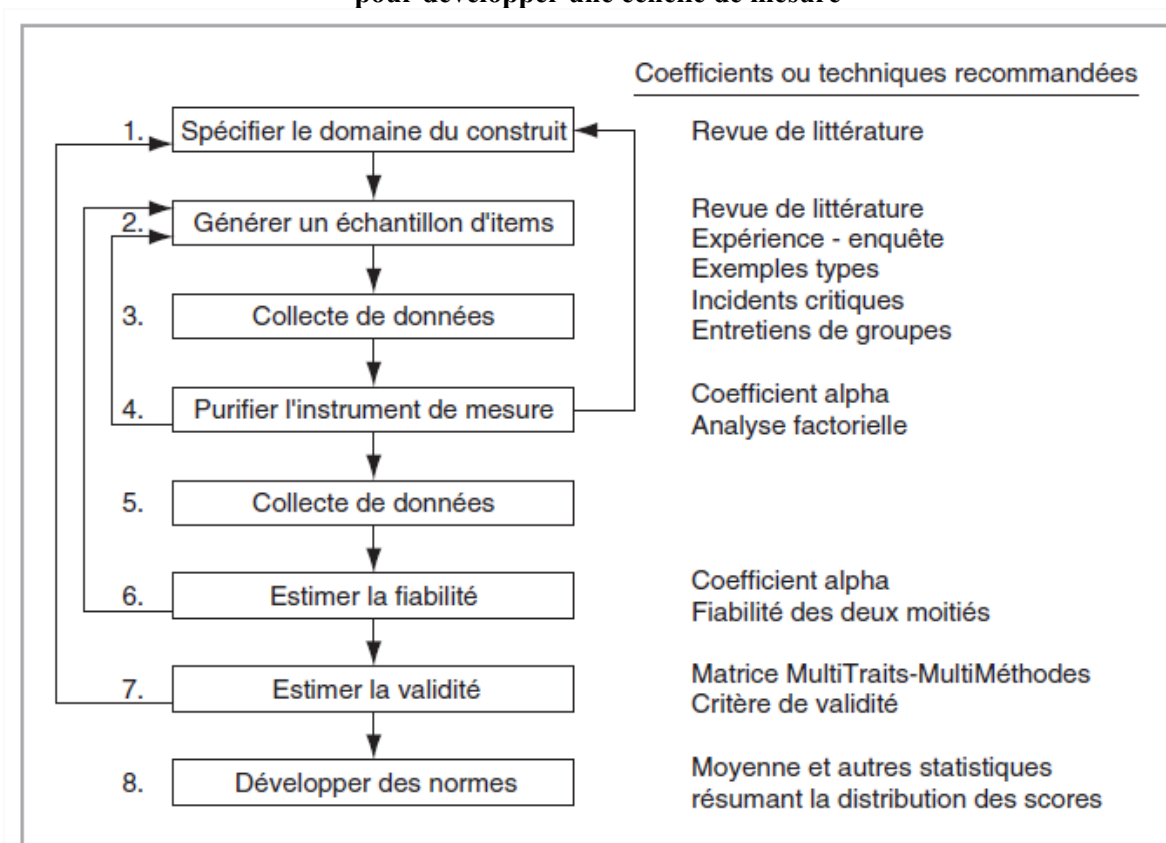 pour développer une échelle de mesure
Coefficients ou techniques recommandées
1. Spécifier le domaine du construit
Revue de littérature
2. Générer un échantillon d'items
Revue de littérature
Expérience - enquête
Exemples types
Incidents critiques
Entretiens de groupes
3. Collecte de données
4. Purifier l'instrument de mesure
Coefficient alpha
Analyse factorielle
5. Collecte de données
6. Estimer la fiabilité
Coefficient alpha
Fiabilité des deux moitiés
7. Estimer la validité
Matrice MultiTraits-MultiMéthodes
Critère de validité
8. Développer des normes
Moyenne et autres statistiques
résumant la distribution des scores